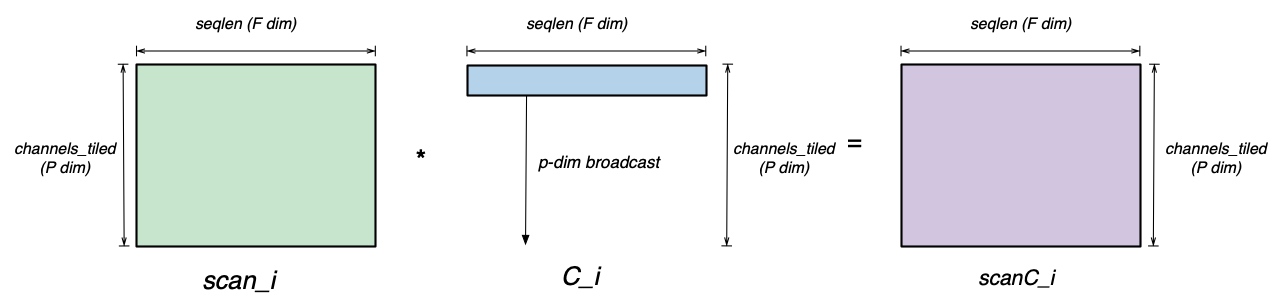 seqlen (F dim)
seqlen (F dim)
seqlen (F dim)
channels_tiled
(P dim)
*
p-dim broadcast
channels_tiled
(P dim)
=
channels_tiled
(P dim)
scan_i
C_i
scanC_i